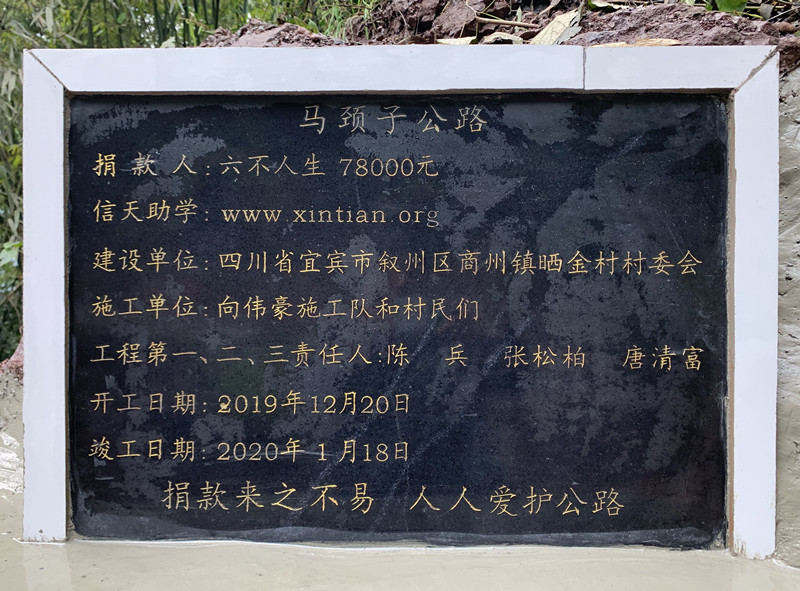 马颈子公路
捐 款 人：六不人生 78000元
信天助学：www.xintian.org
建设单位：四川省宜宾市叙州区商州镇晒金村村委会
施工单位：向伟豪施工队和村民们
工程第一、二、三责任人：陈 兵 张松柏 唐清富
开工日期：2019年12月20日
竣工日期：2020年 1月18日
捐款来之不易 人人爱护公路